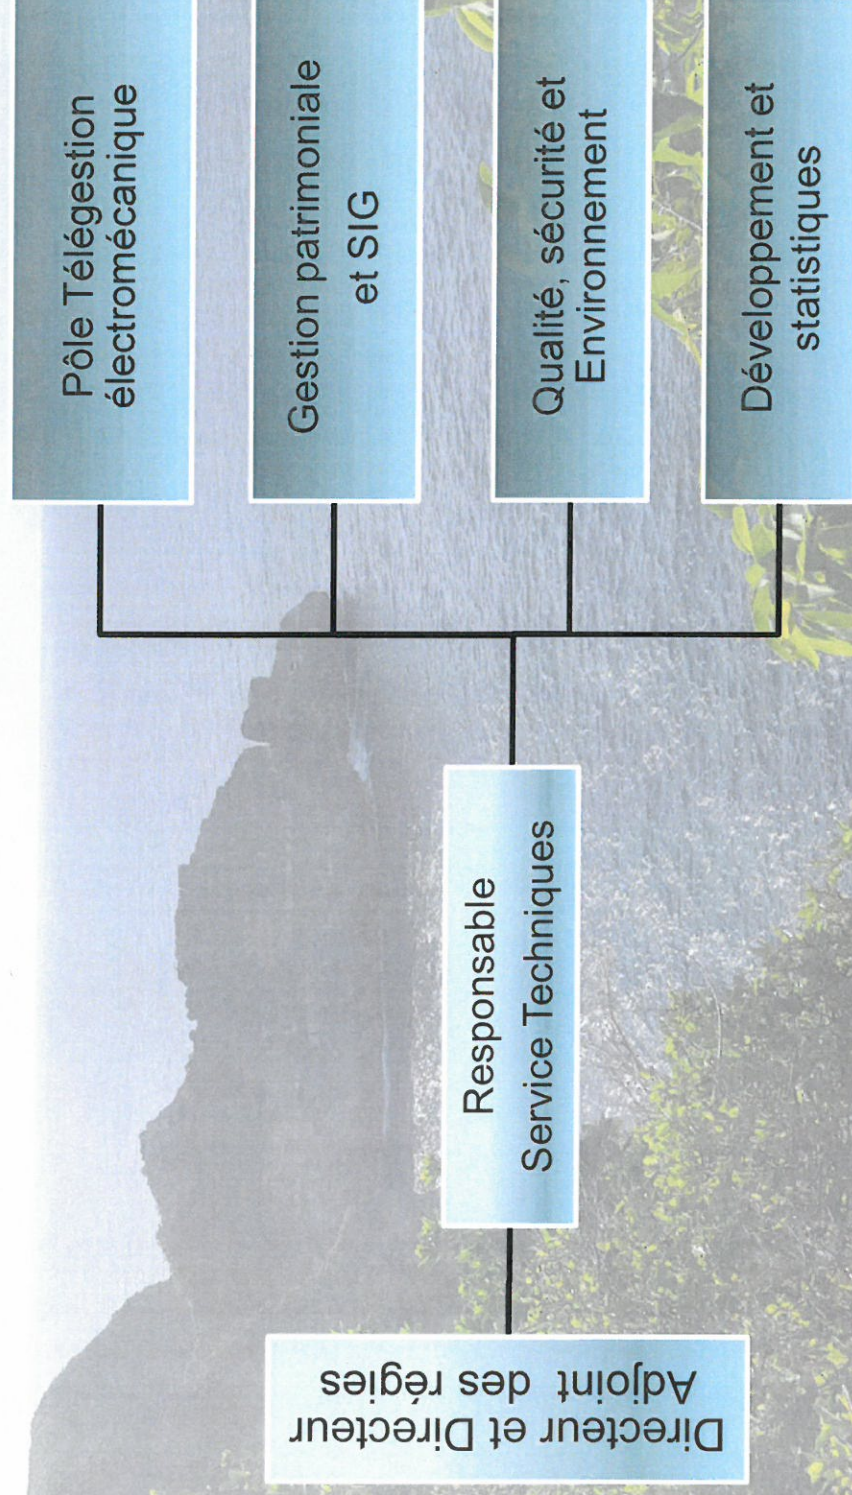 Directeur et Directeur
Adjoint des régies
Responsable
Service Techniques
Pôle Télégestion
électromécanique
Gestion patrimoniale
et SIG
Qualité, sécurité et
Environnement
Développement et
statistiques